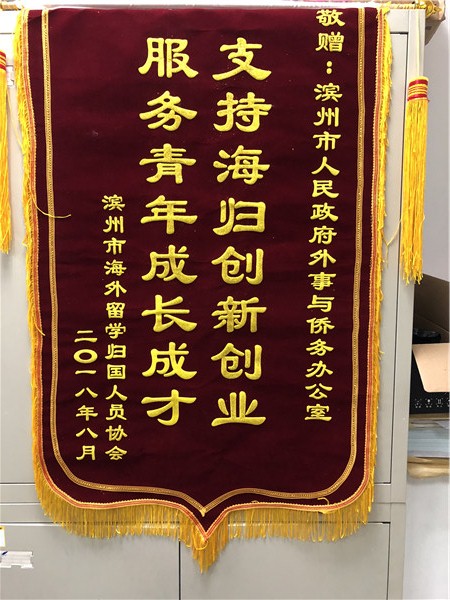 敬赠：滨州市人民政府外事与侨务办公室
支持海归创新创业
服务青年成长成才
滨州市海外留学归国人员协会
二〇一八年八月